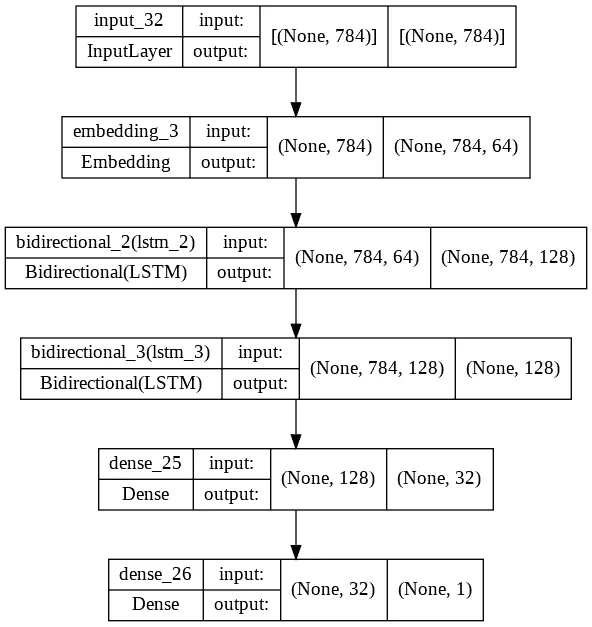 input_32 input: [(None, 784)] [(None, 784)]
InputLayer output:
embedding_3 input: (None, 784) (None, 784, 64)
Embedding output:
bidirectional_2(lstm_2) input: (None, 784, 64) (None, 784, 128)
Bidirectional(LSTM) output:
bidirectional_3(lstm_3) input: (None, 784, 128) (None, 128)
Bidirectional(LSTM) output:
dense_25 input: (None, 128) (None, 32)
Dense output:
dense_26 input: (None, 32) (None, 1)
Dense output: